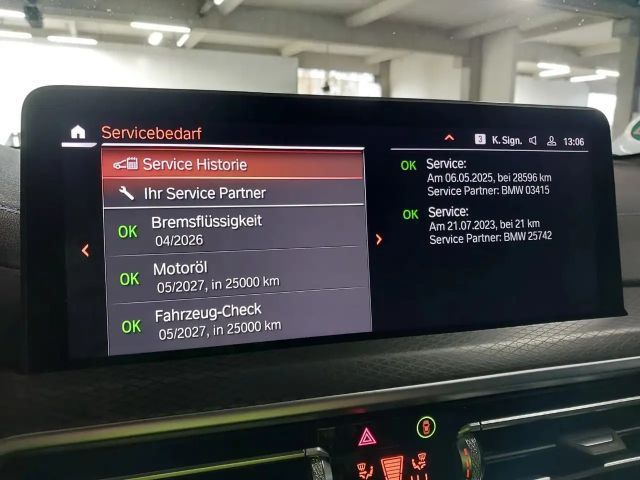 Servicebedarf
3 K. Sign. 13:06
Service Historie
Ihr Service Partner
OK Bremsflüssigkeit
04/2026
OK Motoröl
05/2027, in 25000 km
OK Fahrzeug-Check
05/2027, in 25000 km
OK Service:
Am 06.05.2025, bei 28596 km
Service Partner: BMW 03415
OK Service:
Am 21.07.2023, bei 21 km
Service Partner: BMW 25742